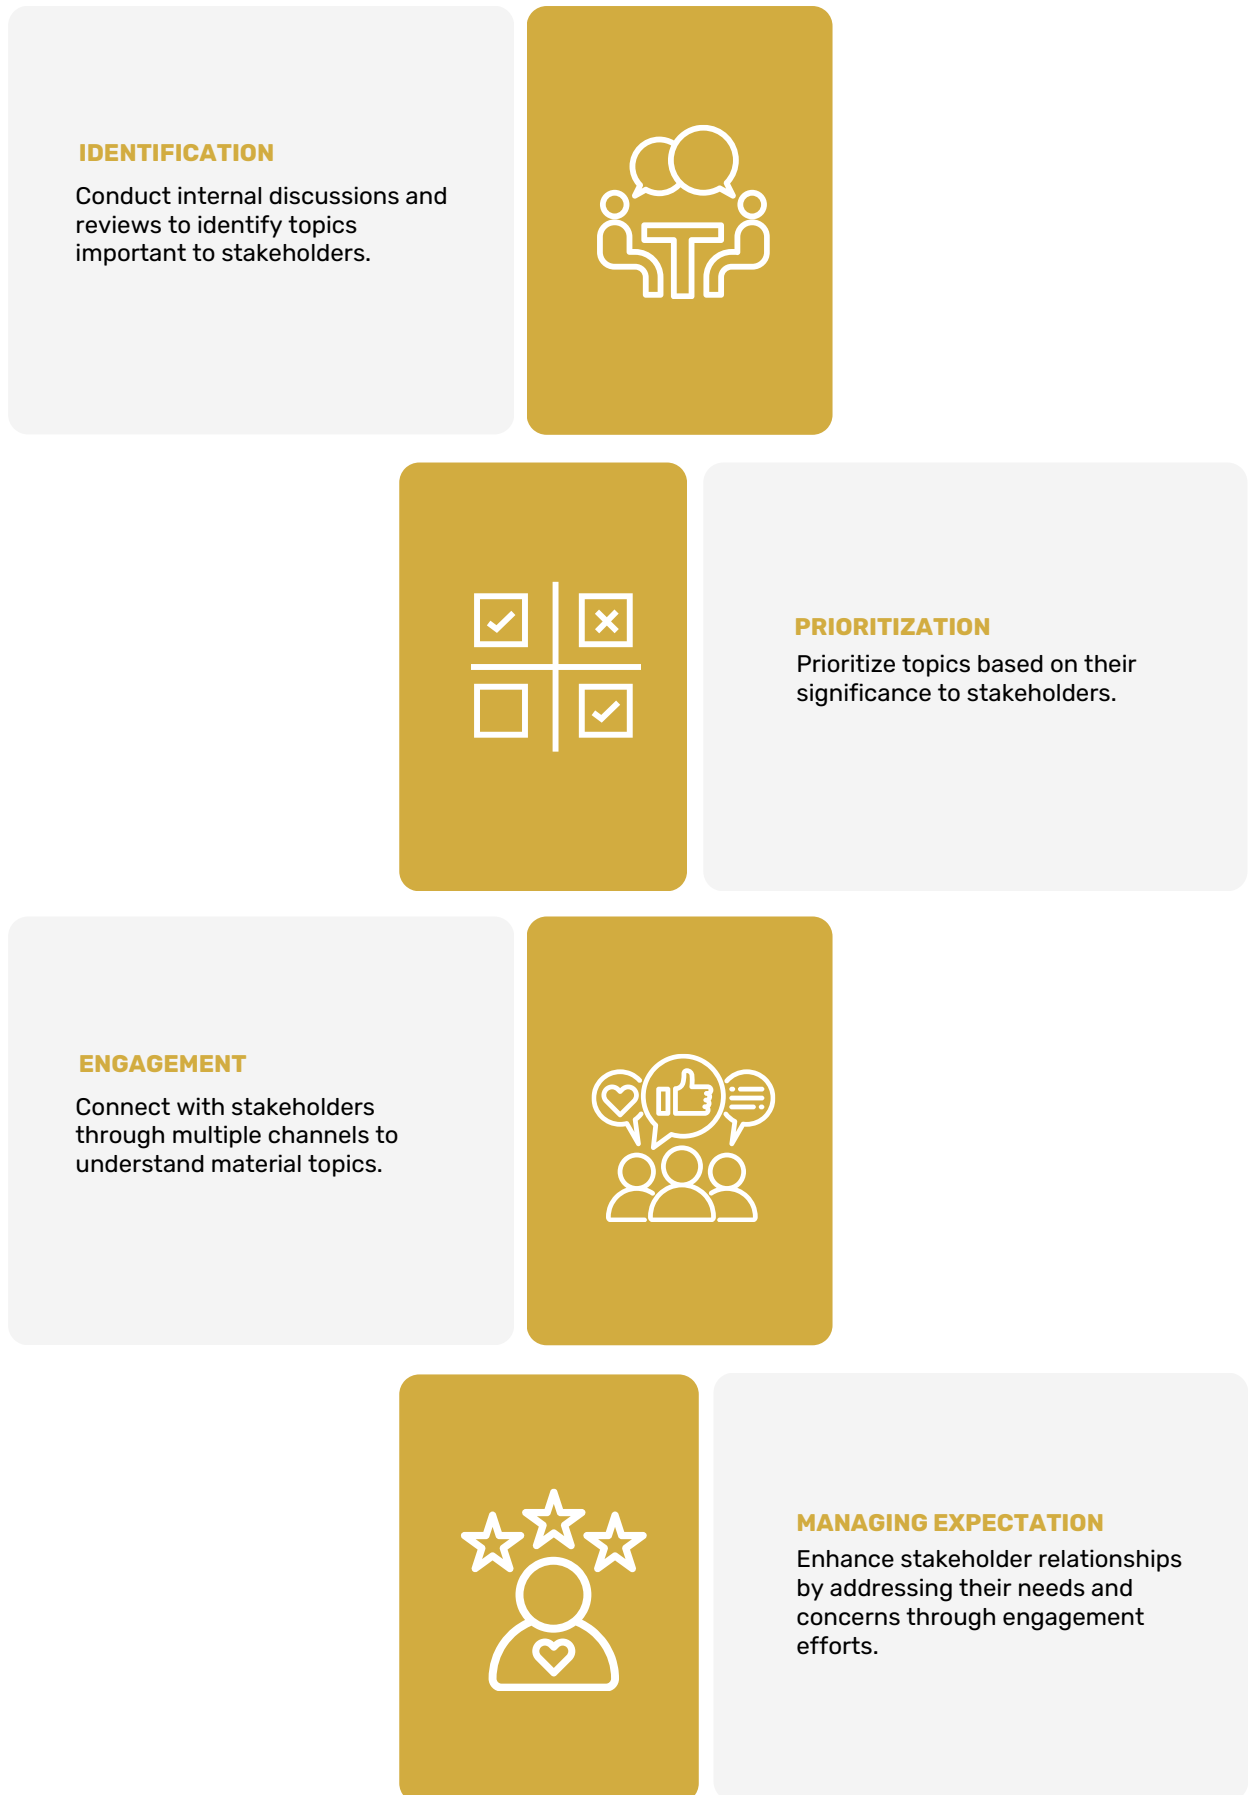 IDENTIFICATION
Conduct internal discussions and
reviews to identify topics
important to stakeholders.
PRIORITIZATION
Prioritize topics based on their
significance to stakeholders.
ENGAGEMENT
Connect with stakeholders
through multiple channels to
understand material topics.
MANAGING EXPECTATION
Enhance stakeholder relationships
by addressing their needs and
concerns through engagement
efforts.